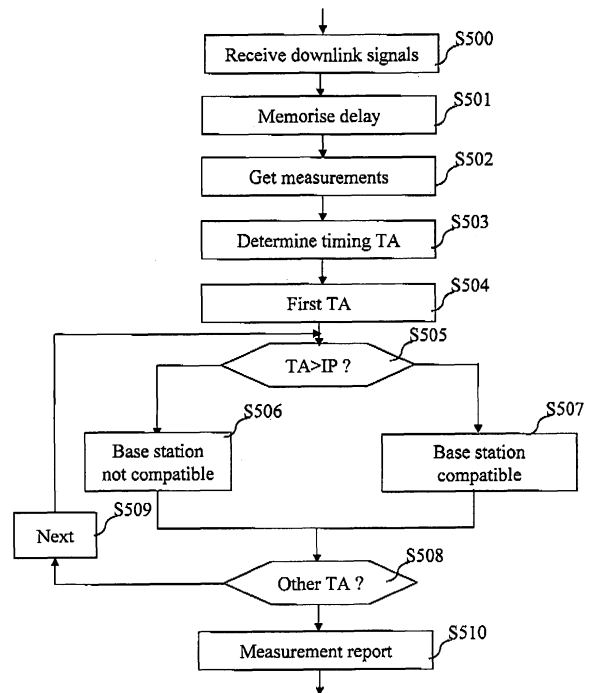 S500
Receive downlink signals
S501
Memorise delay
S502
Get measurements
S503
Determine timing TA
S504
First TA
S505
TA>IP ?
S506
Base station
not compatible
S507
Base station
compatible
S509
Next
S508
Other TA ?
S510
Measurement report